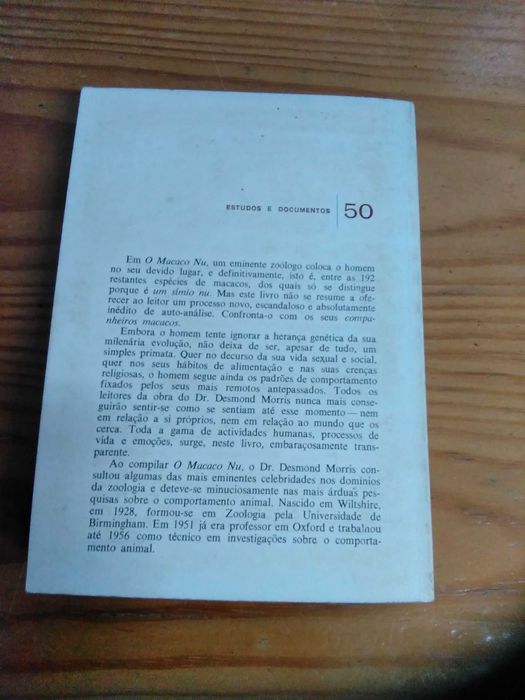 ESTUDOS E DOCUMENTOS 50
Em O Macaco Nu, um eminente zoólogo coloca o homem
no seu devido lugar, e definitivamente, isto é, entre as 192
restantes espécies de macacos, dos quais só se distingue
porque é um símio nu. Mas este livro não se resume a ofe-
recer ao leitor um processo novo, escandaloso e absolutamente
inédito de auto-análise. Confronta-o com os seus compa-
nheiros macacos.
Embora o homem tente ignorar a herança genética da sua
milenária evolução, não deixa de ser, apesar de tudo, um
simples primata. Quer no decurso da sua vida sexual e social,
quer nos seus hábitos de alimentação e nas suas crenças
religiosas, o homem segue ainda os padrões de comportamento
fixados pelos seus mais remotos antepassados. Todos os
leitores da obra do Dr. Desmond Morris nunca mais conse-
guirão sentir-se como se sentiam até esse momento — nem
em relação a si próprios, nem em relação ao mundo que os
cerca. Toda a gama de actividades humanas, processos de
vida e emoções, surge, neste livro, embaraçosamente trans-
parente.
Ao compilar O Macaco Nu, o Dr. Desmond Morris con-
sultou algumas das mais eminentes celebridades nos domínios
da zoologia e deteve-se minuciosamente nas mais árduas pes-
quisas sobre o comportamento animal. Nascido em Wiltshire,
em 1928, formou-se em Zoologia pela Universidade de
Birmingham. Em 1951 já era professor em Oxford e trabalhou
até 1956 como técnico em investigações sobre o comporta-
mento animal.